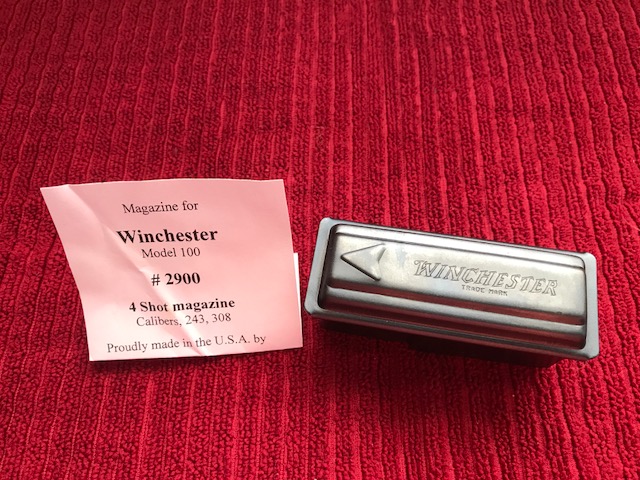 Magazine for
Winchester
Model 100
# 2900
4 Shot magazine
Calibers, 243, 308
Proudly made in the U.S.A. by
WINCHESTER
TRADE MARK